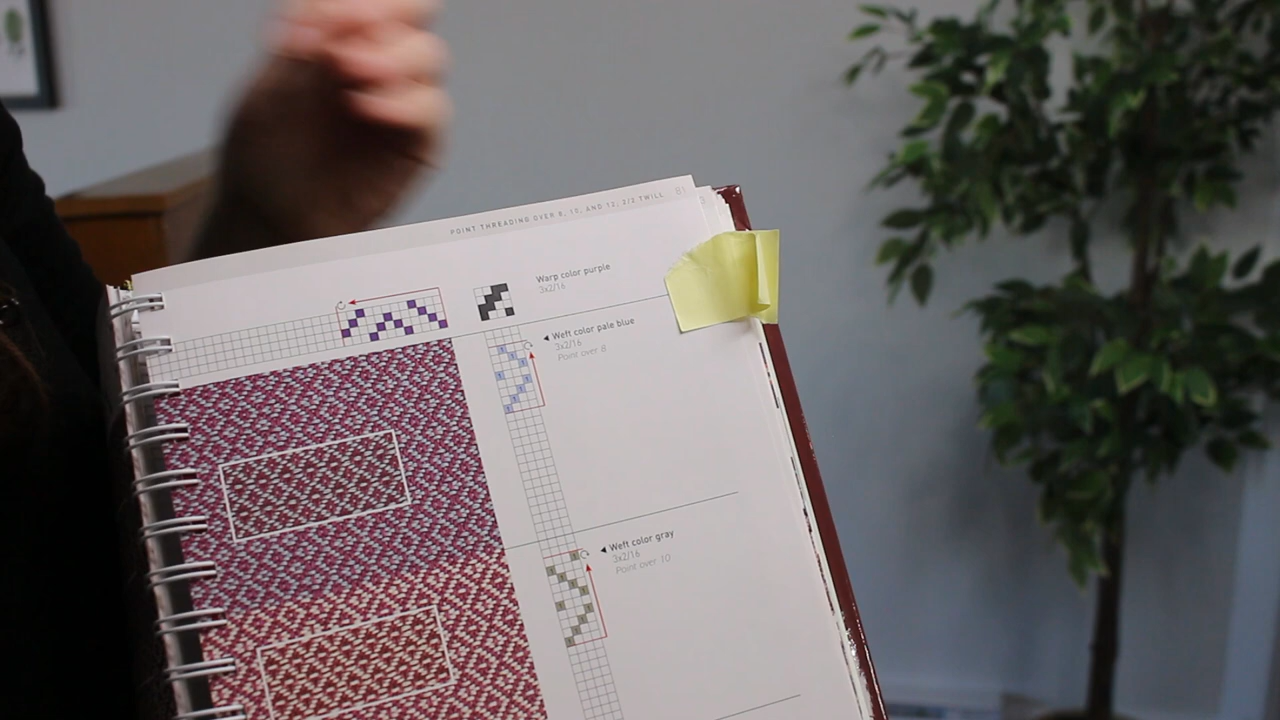 POINT THREADING OVER 8, 10, AND 12; 2/2 TWILL 81
Warp color purple
3x2/16
◄ Weft color pale blue
3x2/16
Point over 8
◄ Weft color gray
3x2/16
Point over 10